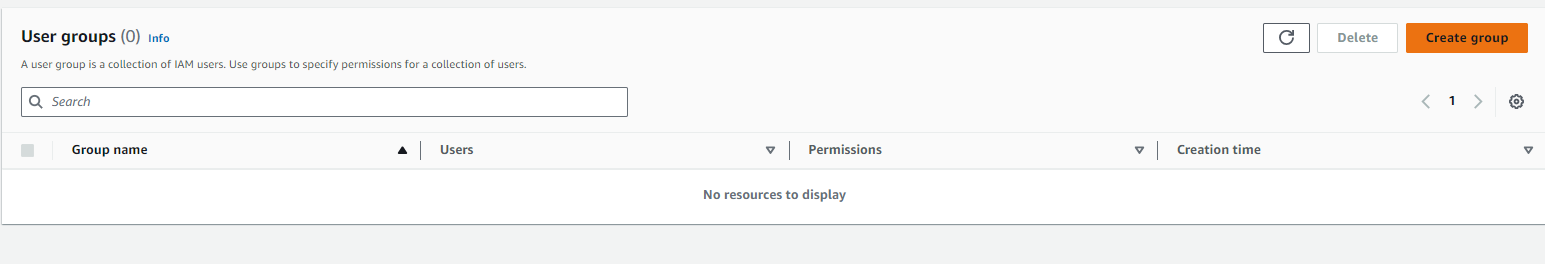 User groups (0) Info
Delete
Create group
A user group is a collection of IAM users. Use groups to specify permissions for a collection of users.
Search
1
Group name Users Permissions Creation time
No resources to display